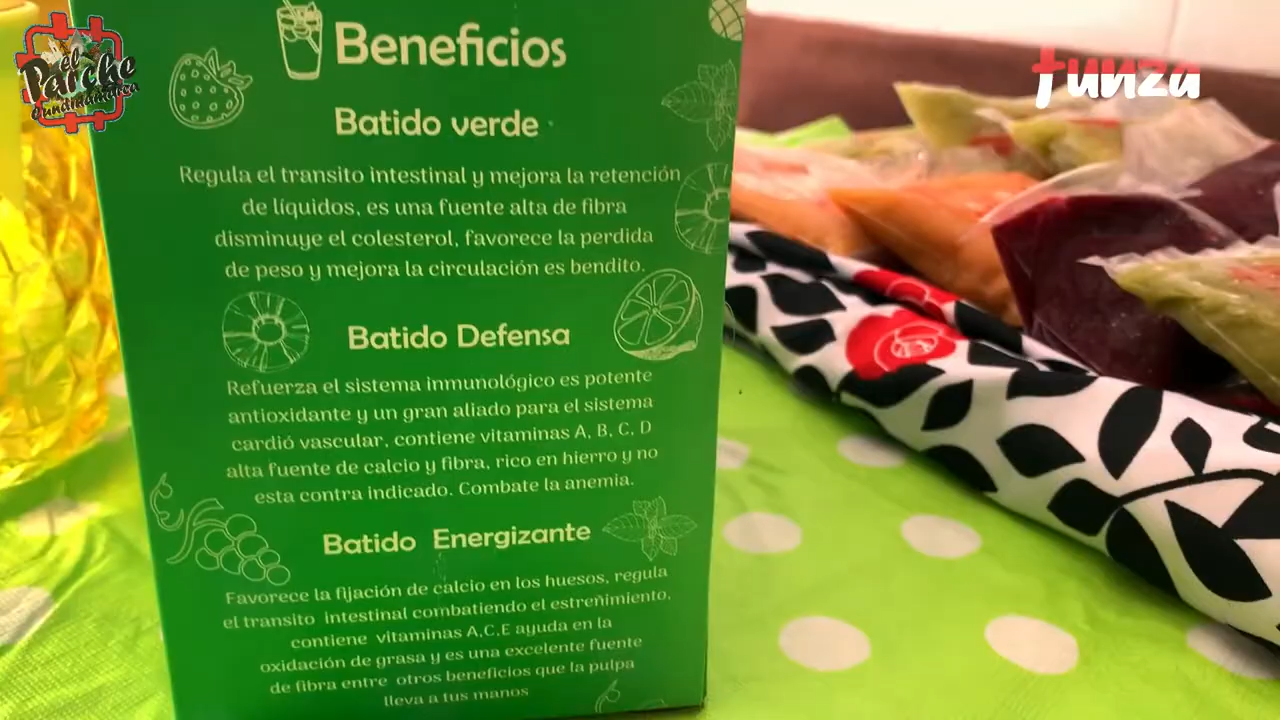 el
Parche
Cundinamarca
tunza
Beneficios
Batido verde
Regula el transito intestinal y mejora la retención
de líquidos, es una fuente alta de fibra
disminuye el colesterol, favorece la perdida
de peso y mejora la circulación es bendito.
Batido Defensa
Refuerza el sistema inmunológico es potente
antioxidante y un gran aliado para el sistema
cardió vascular, contiene vitaminas A, B, C, D
alta fuente de calcio y fibra, rico en hierro y no
esta contra indicado. Combate la anemia.
Batido Energizante
Favorece la fijación de calcio en los huesos, regula
el transito intestinal combatiendo el estreñimiento,
contiene vitaminas A,C,E ayuda en la
oxidación de grasa y es una excelente fuente
de fibra entre otros beneficios que la pulpa
lleva a tus manos